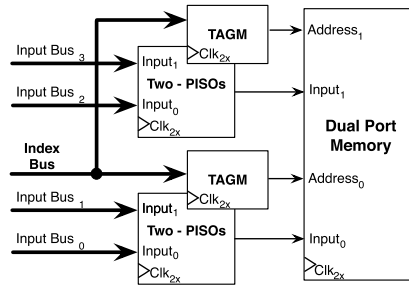 TAGM
Clk2x
Address1
Input Bus 3
Input1
Two - PISOs
Input Bus 2
Input0
Clk2x
Input1
Dual Port
Memory
Index
Bus
TAGM
Clk2x
Address0
Input Bus 1
Input1
Two - PISOs
Input Bus 0
Input0
Clk2x
Input0
Clk2x